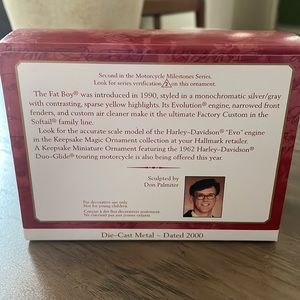 Second in the Motorcycle Milestones Series.
Look for series verification 2 on this ornament.
The Fat Boy® was introduced in 1990, styled in a monochromatic silver/gray
with contrasting, sparse yellow highlights. Its Evolution® engine, narrowed front
fenders, and custom air cleaner make it the ultimate Factory Custom in the
Softail® family line.
Look for the accurate scale model of the Harley-Davidson® "Evo" engine
in the Keepsake Magic Ornament collection at your Hallmark retailer.
A Keepsake Miniature Ornament featuring the 1962 Harley-Davidson®
Duo-Glide® touring motorcycle is also being offered this year.
Sculpted by
Don Palmiter
For decorative use only.
Not for young children.
Die-Cast Metal ~ Dated 2000